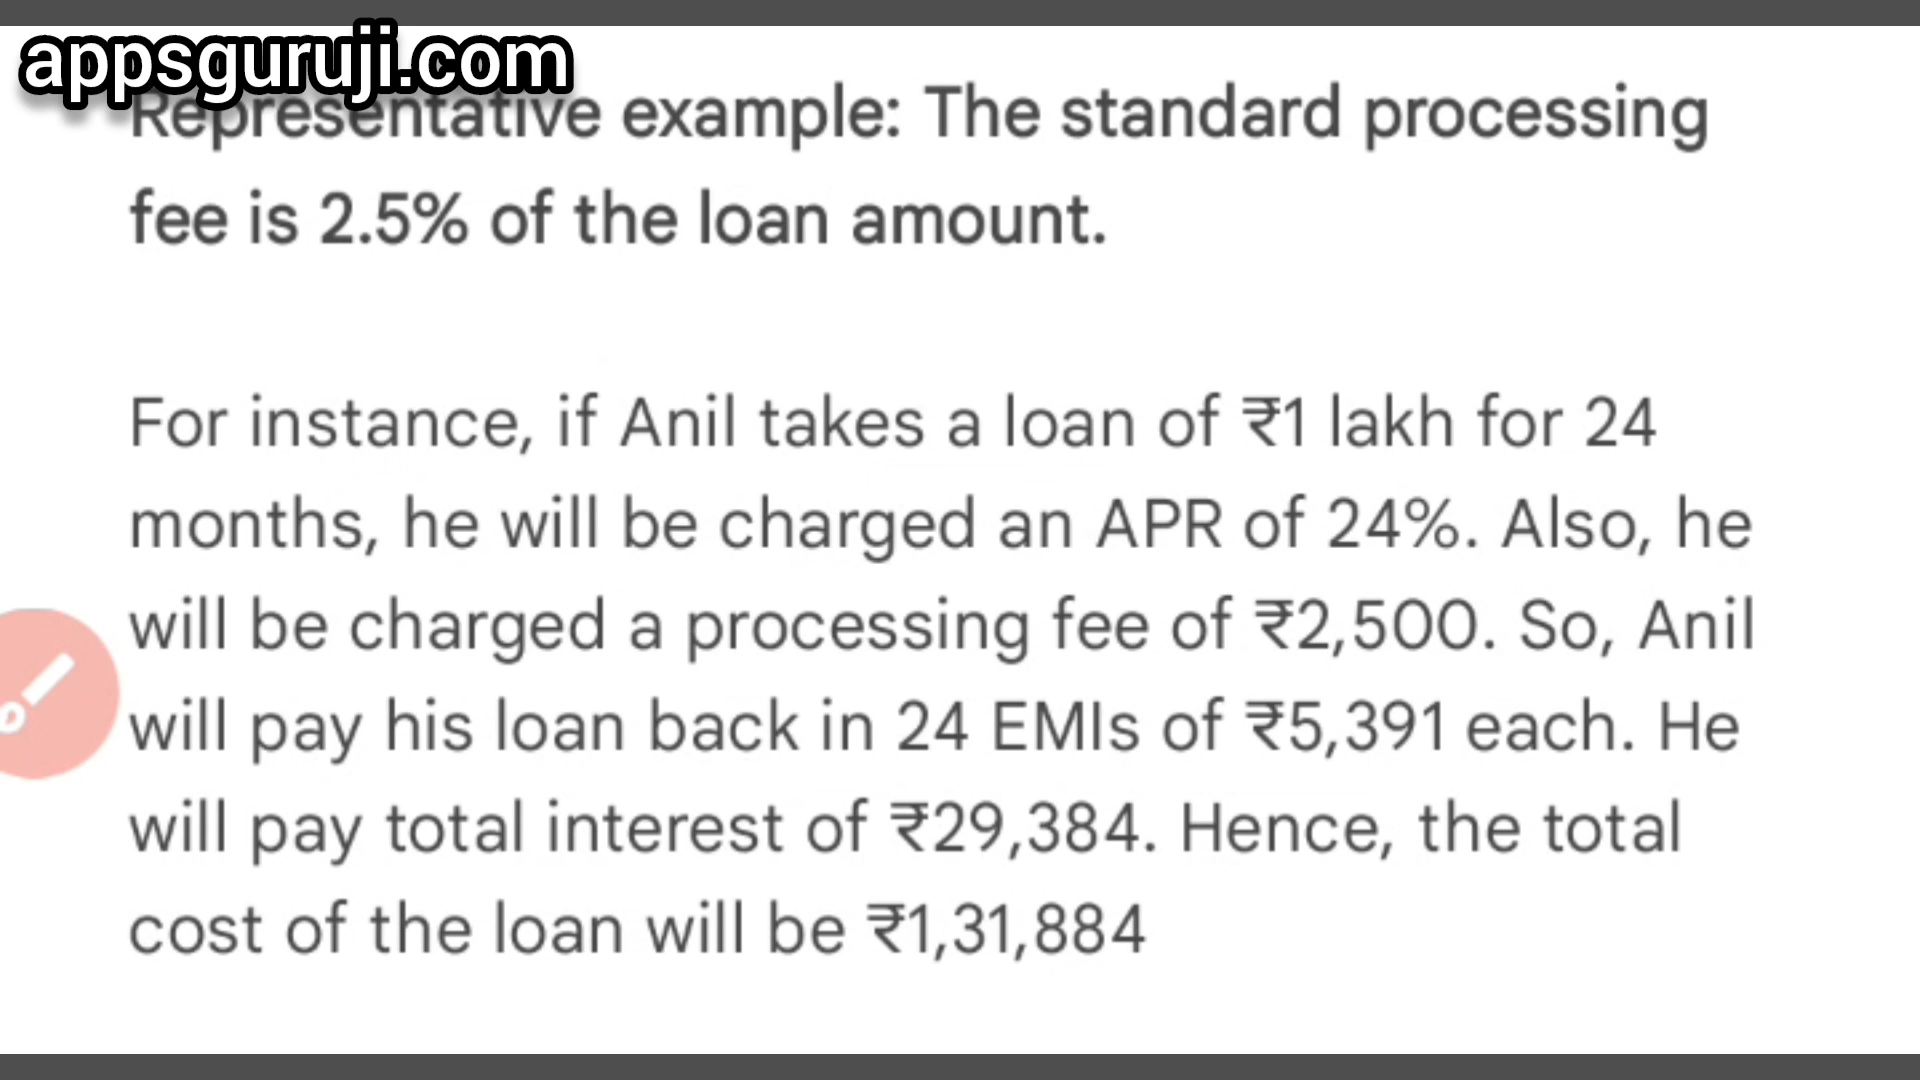 appsguruji.com
Representative example: The standard processing
fee is 2.5% of the loan amount.
For instance, if Anil takes a loan of ₹1 lakh for 24
months, he will be charged an APR of 24%. Also, he
will be charged a processing fee of ₹2,500. So, Anil
will pay his loan back in 24 EMIs of ₹5,391 each. He
will pay total interest of ₹29,384. Hence, the total
cost of the loan will be ₹1,31,884